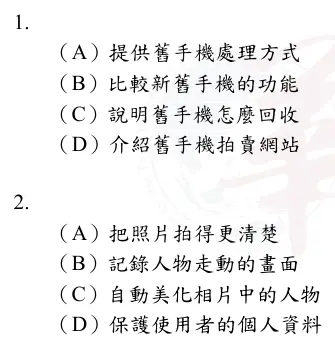 1.
（A）提供舊手機處理方式
（B）比較新舊手機的功能
（C）說明舊手機怎麼回收
（D）介紹舊手機拍賣網站
2.
（A）把照片拍得更清楚
（B）記錄人物走動的畫面
（C）自動美化相片中的人物
（D）保護使用者的個人資料